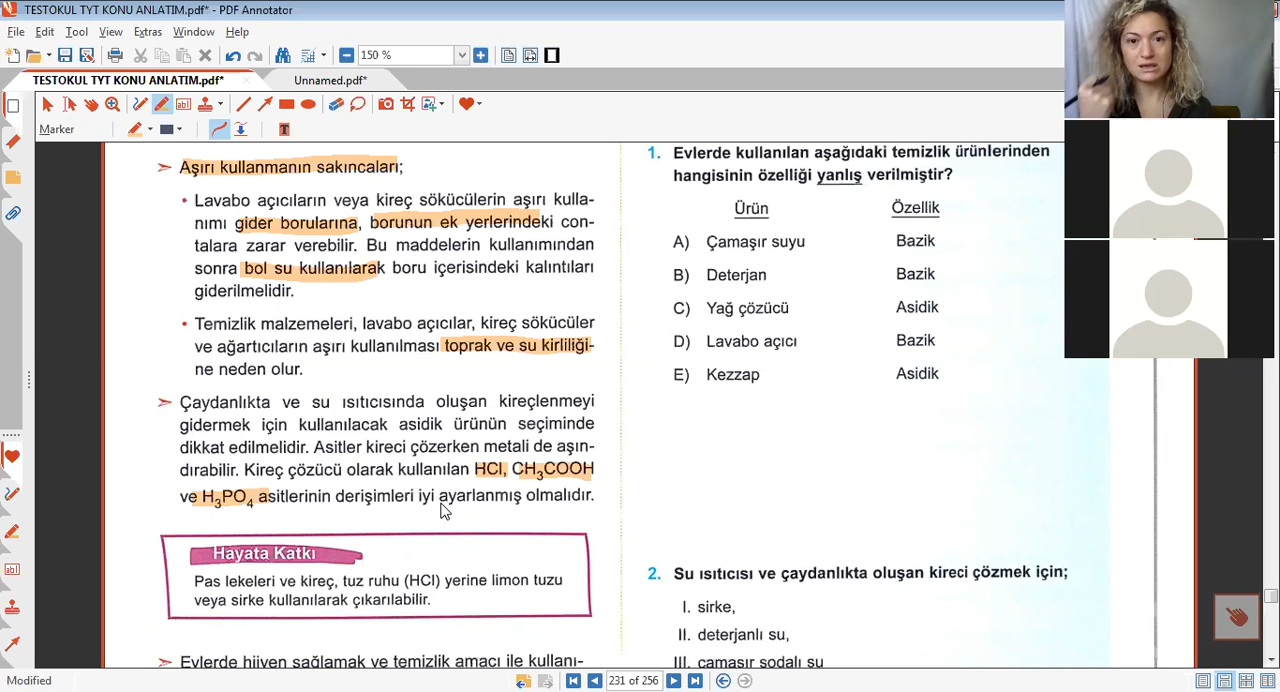 TESTOKUL TYT KONU ANLATIM.pdf* - PDF Annotator
File Edit Tool View Extras Window Help
150 %
TESTOKUL TYT KONU ANLATIM.pdf* Unnamed.pdf*
Marker
➢ Aşırı kullanmanın sakıncaları;
• Lavabo açıcıların veya kireç sökücülerin aşırı kulla-
nımı gider borularına, borunun ek yerlerindeki con-
talara zarar verebilir. Bu maddelerin kullanımından
sonra bol su kullanılarak boru içerisindeki kalıntıları
giderilmelidir.
• Temizlik malzemeleri, lavabo açıcılar, kireç sökücüler
ve ağartıcıların aşırı kullanılması toprak ve su kirliliği-
ne neden olur.
➢ Çaydanlıkta ve su ısıtıcısında oluşan kireçlenmeyi
gidermek için kullanılacak asidik ürünün seçiminde
dikkat edilmelidir. Asitler kireci çözerken metali de aşın-
dırabilir. Kireç çözücü olarak kullanılan HCl, CH₃COOH
ve H₃PO₄ asitlerinin derişimleri iyi ayarlanmış olmalıdır.
Hayata Katkı
Pas lekeleri ve kireç, tuz ruhu (HCl) yerine limon tuzu
veya sirke kullanılarak çıkarılabilir.
➢ Evlerde hijyen sağlamak ve temizlik amacı ile kullanı-
1. Evlerde kullanılan aşağıdaki temizlik ürünlerinden
hangisinin özelliği yanlış verilmiştir?
Ürün Özellik
A) Çamaşır suyu Bazik
B) Deterjan Bazik
C) Yağ çözücü Asidik
D) Lavabo açıcı Bazik
E) Kezzap Asidik
2. Su ısıtıcısı ve çaydanlıkta oluşan kireci çözmek için;
I. sirke,
II. deterjanlı su,
III. çamaşır sodalı su
Modified 231 of 256